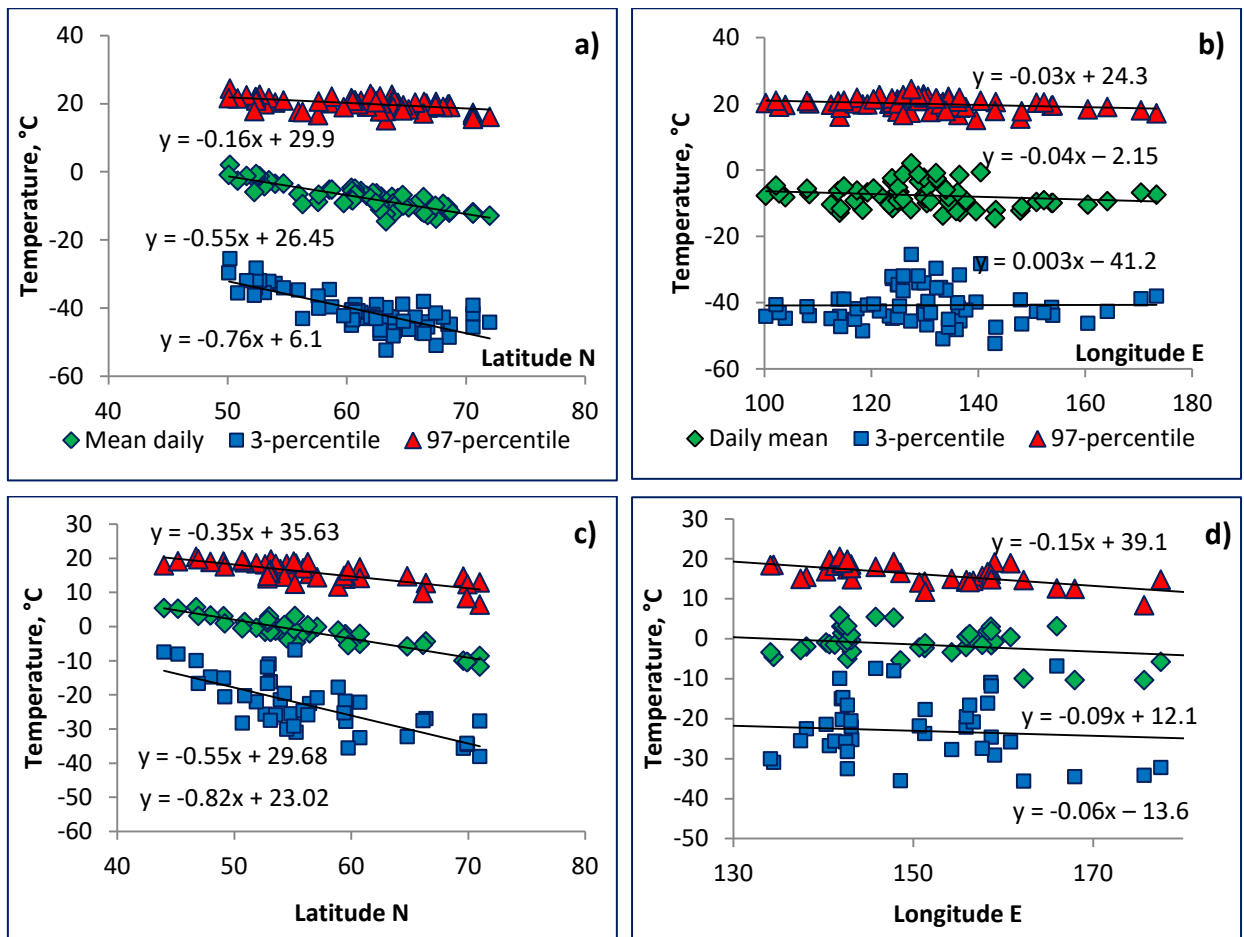 a)
Temperature, °C
40
20
0
-20
-40
-60
y = -0.16x + 29.9
y = -0.55x + 26.45
y = -0.76x + 6.1
Latitude N
40 50 60 70 80
Mean daily 3-percentile 97-percentile
b)
Temperature, °C
40
20
0
-20
-40
-60
y = -0.03x + 24.3
y = -0.04x – 2.15
y = 0.003x – 41.2
Longitude E
100 120 140 160 180
Daily mean 3-percentile 97-percentile
c)
Temperature, °C
30
20
10
0
-10
-20
-30
-40
-50
-60
y = -0.35x + 35.63
y = -0.55x + 29.68
y = -0.82x + 23.02
40 50 60 70 80
Latitude N
d)
Temperature, °C
30
20
10
0
-10
-20
-30
-40
-50
y = -0.15x + 39.1
y = -0.09x + 12.1
y = -0.06x – 13.6
130 150 170
Longitude E